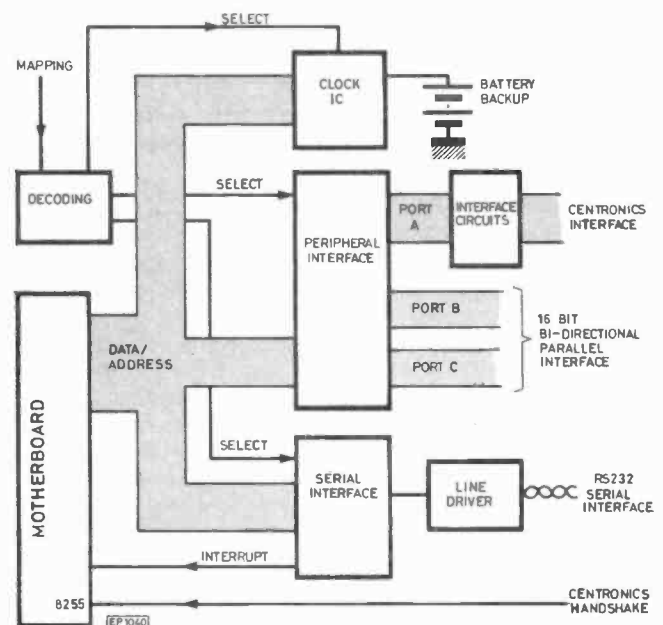 SELECT
MAPPING
CLOCK
IC
BATTERY
BACKUP
DECODING
SELECT
PERIPHERAL
INTERFACE
PORT
A
INTERFACE
CIRCUITS
CENTRONICS
INTERFACE
PORT B
PORT C
16 BIT
BI-DIRECTIONAL
PARALLEL
INTERFACE
DATA/
ADDRESS
MOTHERBOARD
SELECT
SERIAL
INTERFACE
LINE
DRIVER
RS232
SERIAL
INTERFACE
INTERRUPT
8255
CENTRONICS
HANDSHAKE
EP1040